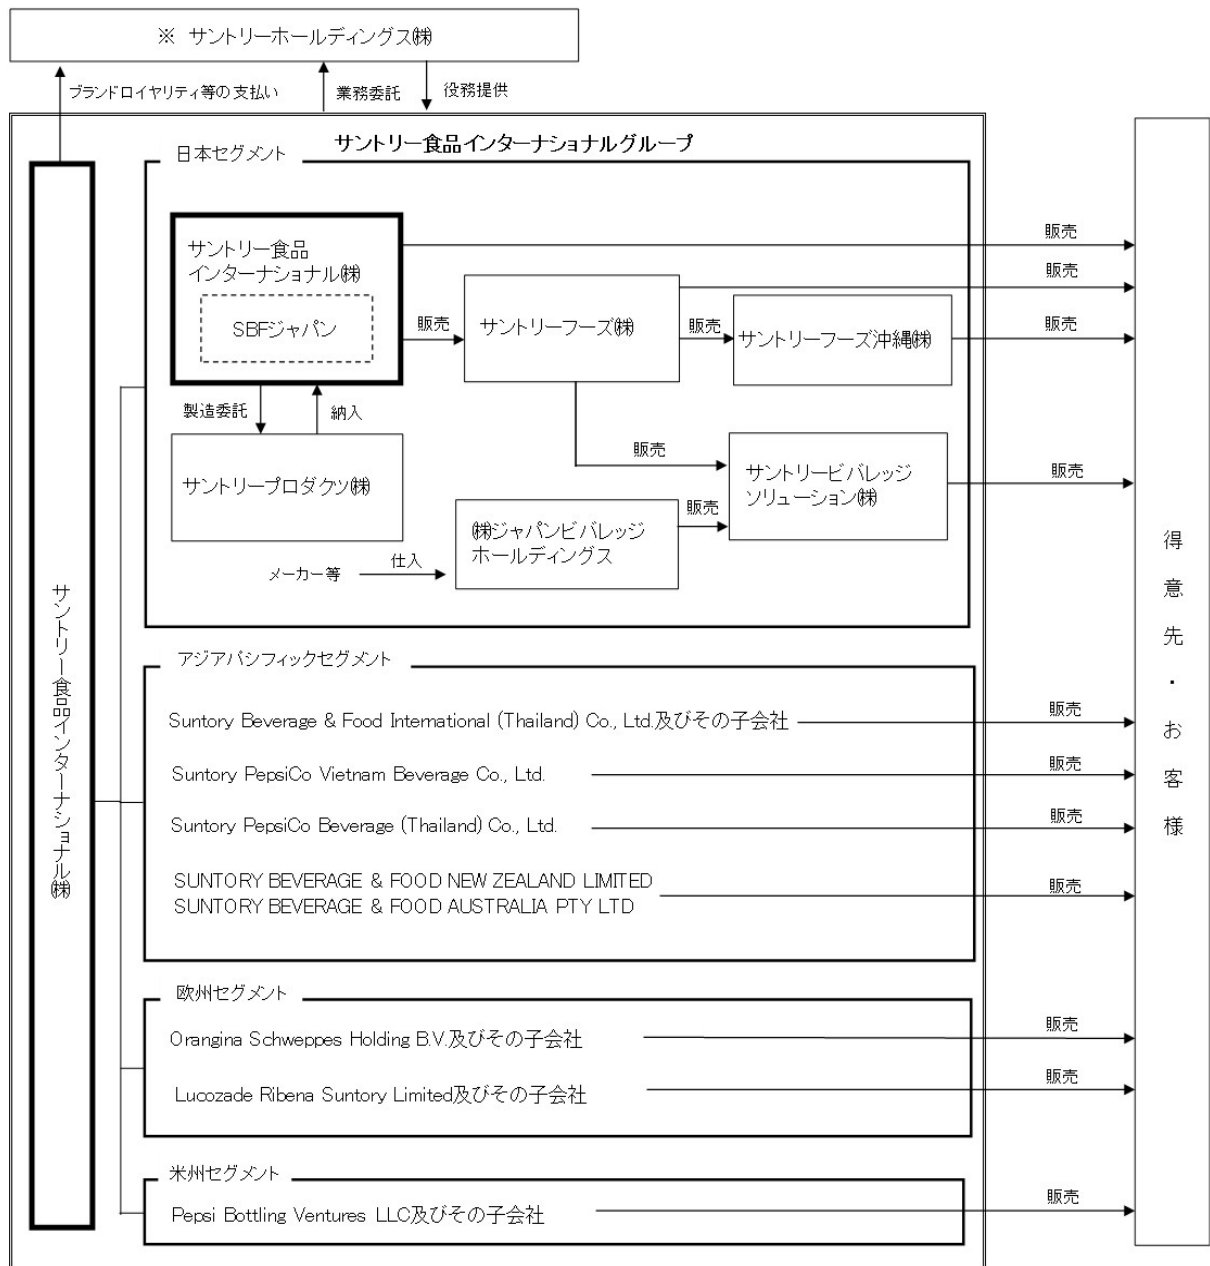 ※ サントリーホールディングス㈱
ブランドロイヤリティ等の支払い
業務委託
役務提供
サントリー食品インターナショナルグループ
サントリー食品インターナショナル㈱
日本セグメント
サントリー食品
インターナショナル㈱
SBFジャパン
販売
販売
サントリーフーズ㈱
販売
販売
サントリーフーズ沖縄㈱
販売
製造委託
納入
サントリープロダクツ㈱
販売
サントリービバレッジ
ソリューション㈱
販売
㈱ジャパンビバレッジ
ホールディングス
販売
メーカー等
仕入
アジアパシフィックセグメント
Suntory Beverage & Food International (Thailand) Co., Ltd.及びその子会社
販売
Suntory PepsiCo Vietnam Beverage Co., Ltd.
販売
Suntory PepsiCo Beverage (Thailand) Co., Ltd.
販売
SUNTORY BEVERAGE & FOOD NEW ZEALAND LIMITED
SUNTORY BEVERAGE & FOOD AUSTRALIA PTY LTD
販売
欧州セグメント
Orangina Schweppes Holding B.V.及びその子会社
販売
Lucozade Ribena Suntory Limited及びその子会社
販売
米州セグメント
Pepsi Bottling Ventures LLC及びその子会社
販売
得意先・お客様